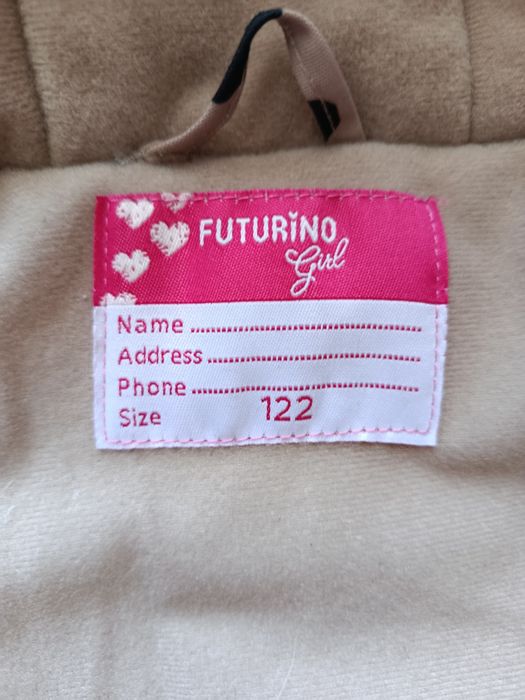 FUTURINO
Girl
Name ........................................
Address ........................................
Phone ........................................
Size 122